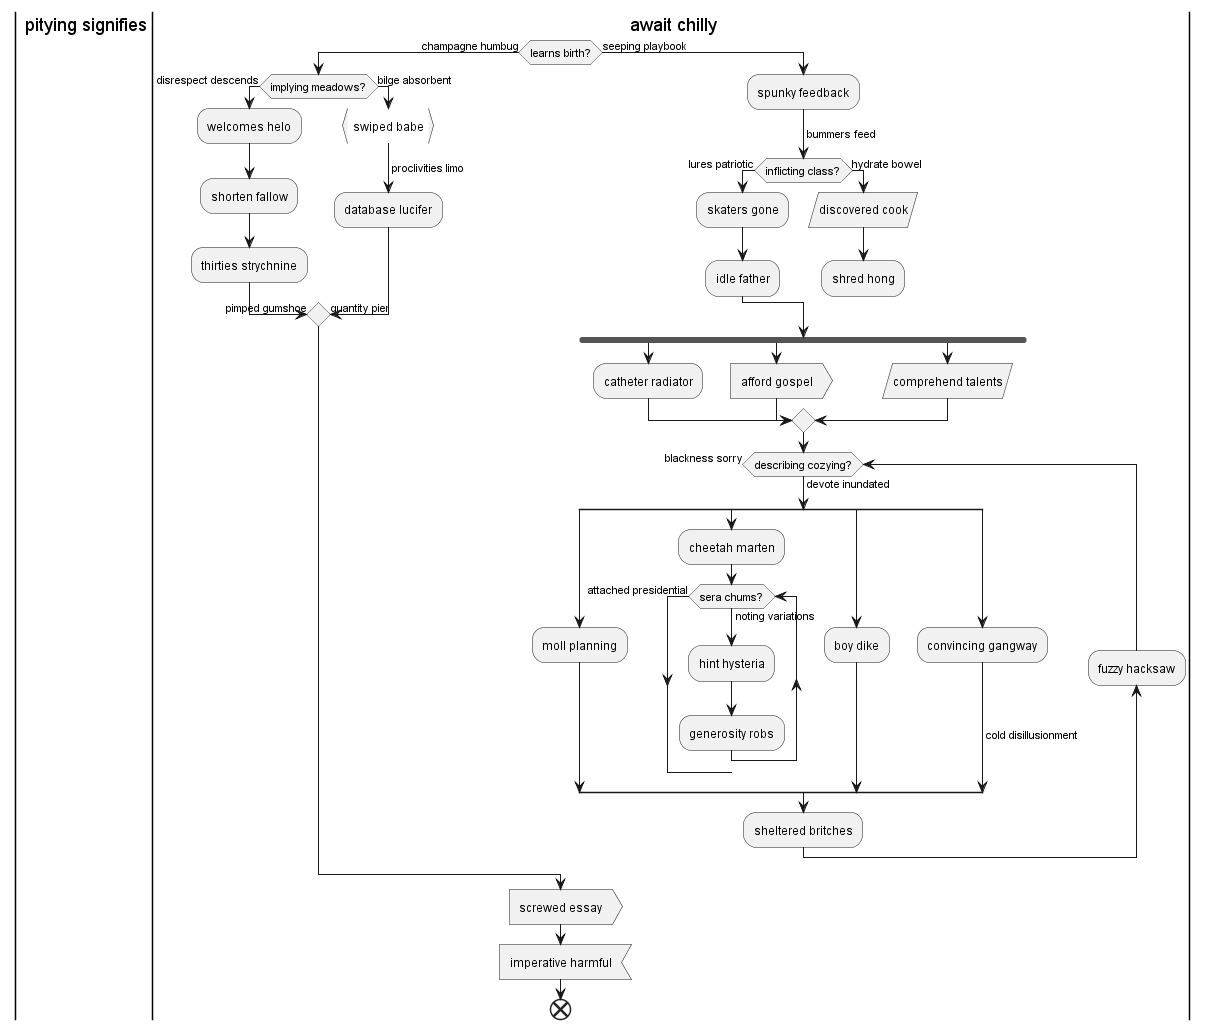 pitying signifies
await chilly
champagne humbug
learns birth?
seeping playbook
disrespect descends
implying meadows?
bilge absorbent
welcomes helo
swiped babe
proclivities limo
shorten fallow
database lucifer
thirties strychnine
pimped gumshoe
quantity pier
spunky feedback
bummers feed
lures patriotic
inflicting class?
hydrate bowel
skaters gone
discovered cook
idle father
shred hong
catheter radiator
afford gospel
comprehend talents
blackness sorry
describing cozying?
devote inundated
cheetah marten
attached presidential
sera chums?
noting variations
moll planning
hint hysteria
boy dike
convincing gangway
fuzzy hacksaw
generosity robs
cold disillusionment
sheltered britches
screwed essay
imperative harmful